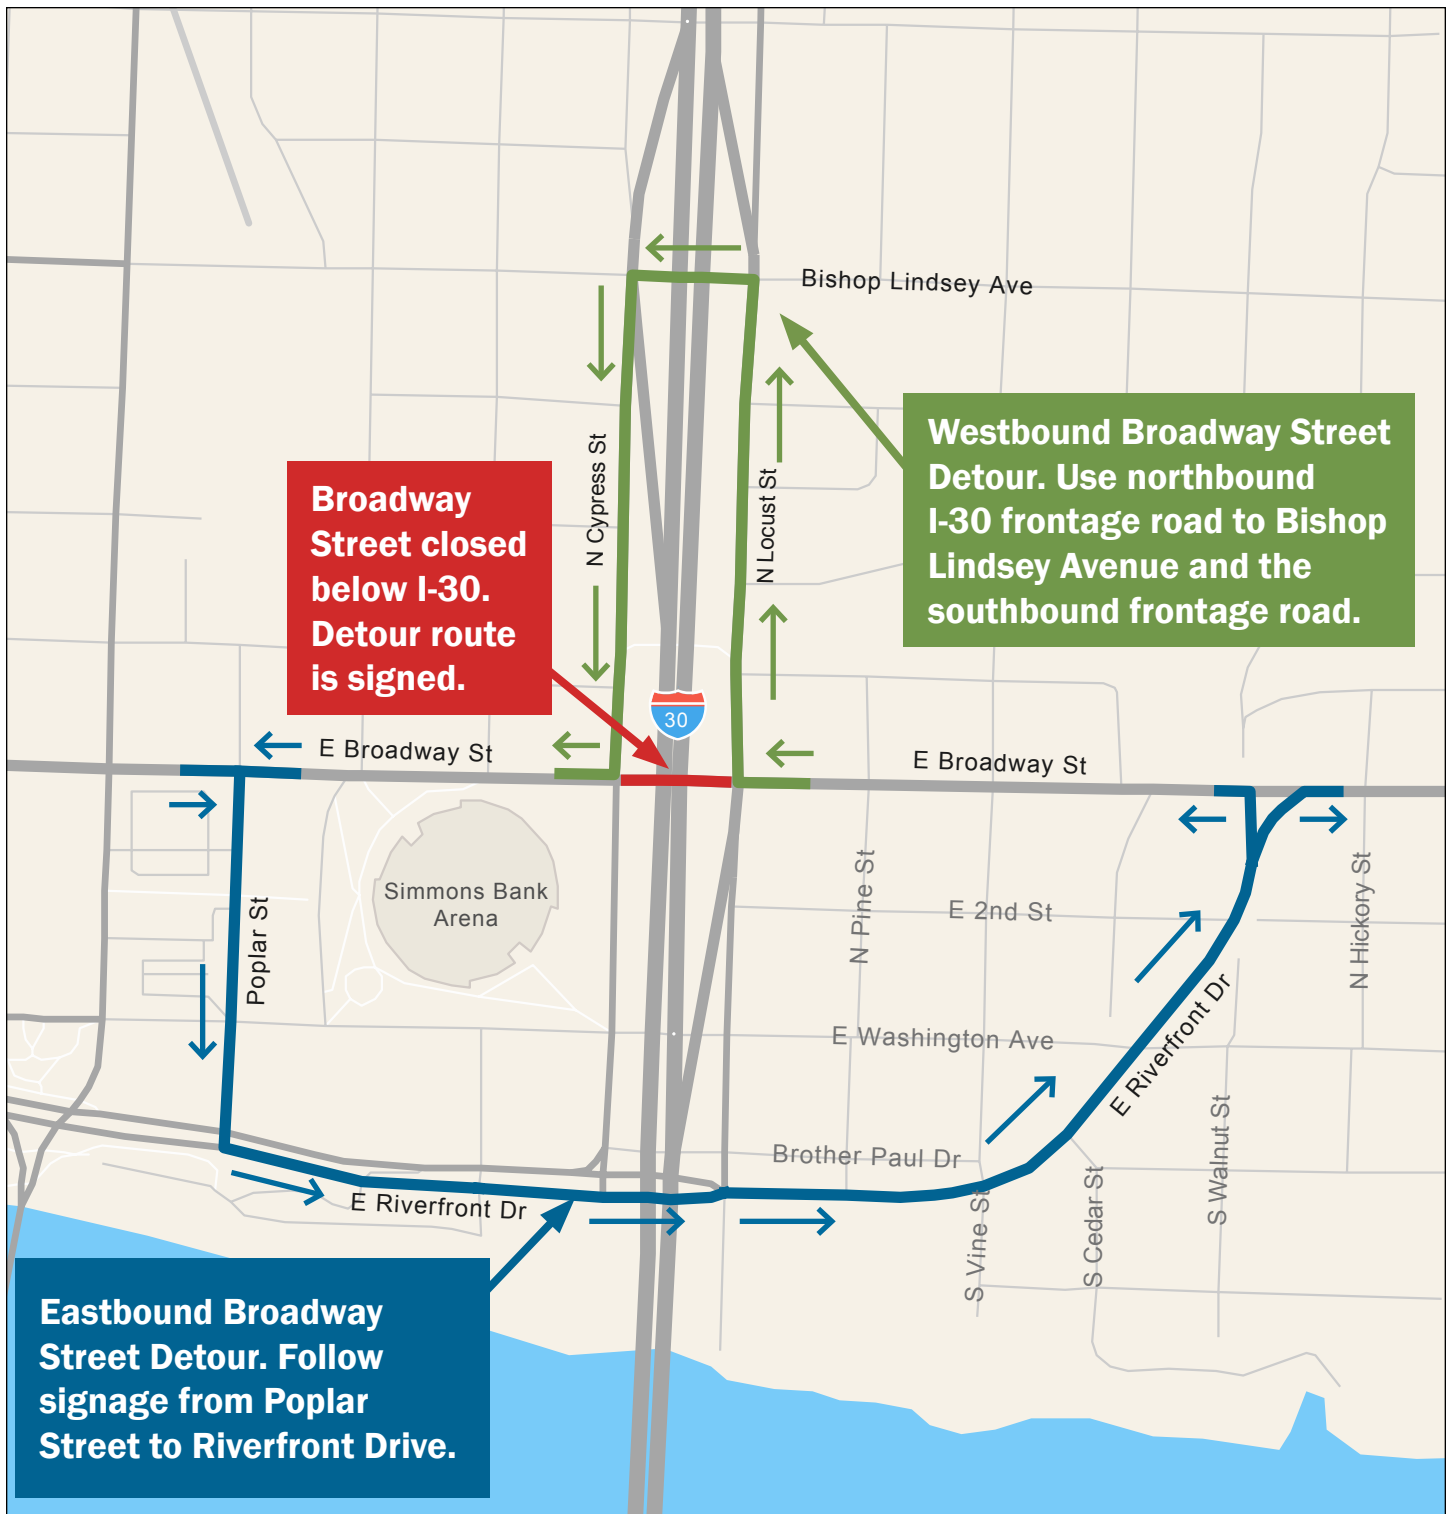 Bishop Lindsey Ave
Westbound Broadway Street
Detour. Use northbound
I-30 frontage road to Bishop
Lindsey Avenue and the
southbound frontage road.
N Cypress St
N Locust St
Broadway
Street closed
below I-30.
Detour route
is signed.
30
E Broadway St
E Broadway St
Simmons Bank
Arena
Poplar St
N Pine St
E 2nd St
N Hickory St
E Washington Ave
E Riverfront Dr
Brother Paul Dr
S Walnut St
E Riverfront Dr
S Vine St
S Cedar St
Eastbound Broadway
Street Detour. Follow
signage from Poplar
Street to Riverfront Drive.